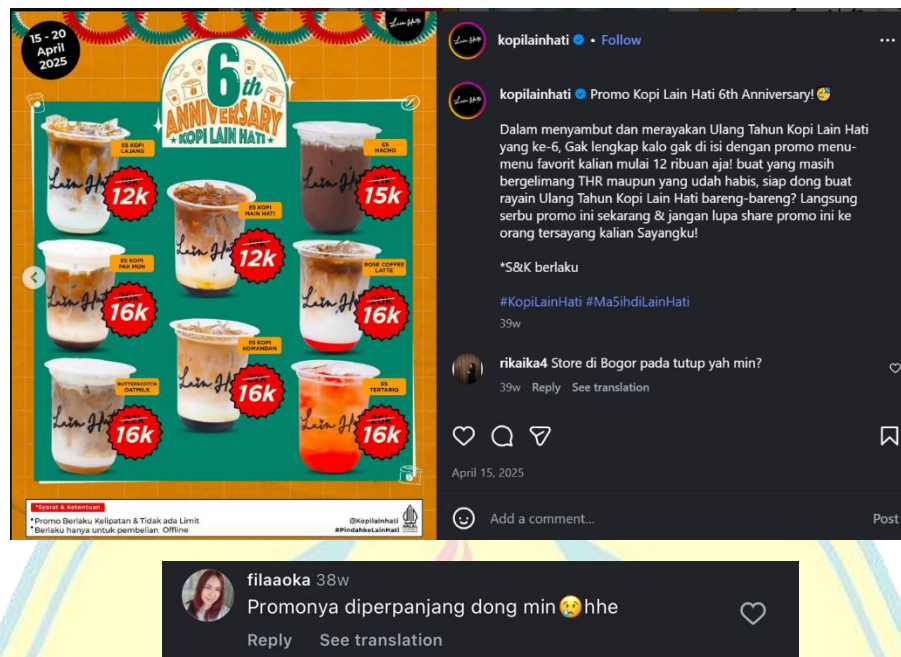 15 - 20
April
2025
Lain Hati
6th
ANNIVERSARY
• KOPI LAIN HATI •
ES KOPI
LAJANG
12k
ES KOPI
MAIN HATI
12k
ES
MACHO
21k
15k
ES KOPI
PAK MUN
16k
ROSE COFFEE
LATTE
16k
BUTTERSCOTCH
OATMILK
22k
16k
ES KOPI
KOMANDAN
22k
16k
ES
TERTARIQ
16k
*Syarat & Ketentuan
*Promo Berlaku Kelipatan & Tidak ada Limit
*Berlaku hanya untuk pembelian Offline
@Kopilainhati
#PindahkeLainHati
kopilainhati • Follow
kopilainhati Promo Kopi Lain Hati 6th Anniversary! 🥳
Dalam menyambut dan merayakan Ulang Tahun Kopi Lain Hati
yang ke-6, Gak lengkap kalo gak di isi dengan promo menu-
menu favorit kalian mulai 12 ribuan aja! buat yang masih
bergelimang THR maupun yang udah habis, siap dong buat
rayain Ulang Tahun Kopi Lain Hati bareng-bareng? Langsung
serbu promo ini sekarang & jangan lupa share promo ini ke
orang tersayang kalian Sayangku!
*S&K berlaku
#KopiLainHati #Ma5ihdiLainHati
39w
rikaika4 Store di Bogor pada tutup yah min?
39w Reply See translation
April 15, 2025
Add a comment... Post
filaaoka 38w
Promonya diperpanjang dong min😢hhe
Reply See translation